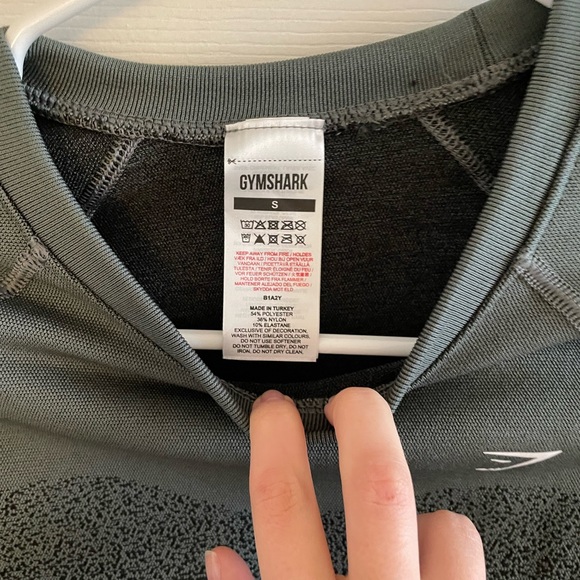 GYMSHARK
S
KEEP AWAY FROM FIRE / HOLDES
VÆK FRA ILD / HOU BIJ OPEN VUUR
VANDAAN / PIDETTÄVÄ ETÄÄLLÄ
TULESTA / TENIR ÉLOIGNÉ DU FEU /
VOR FEUER SCHÜTZEN /
HOLD BORTE FRA FLAMMER /
MANTENER ALEJADO DEL FUEGO /
SKYDDA MOT ELD
B1A2Y
MADE IN TURKEY
54% POLYESTER
36% NYLON
10% ELASTANE
EXCLUSIVE OF DECORATION.
WASH WITH SIMILAR COLOURS.
DO NOT USE SOFTENER
DO NOT TUMBLE DRY, DO NOT
IRON, DO NOT DRY CLEAN.